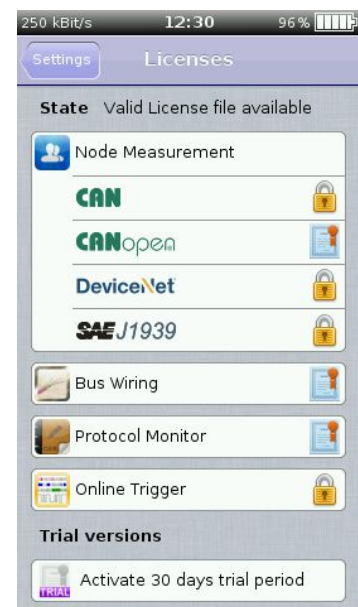 250 kBit/s 12:30 96%
Settings Licenses
State Valid License file available
Node Measurement
CAN
CANopen
DeviceNet
SAE J1939
Bus Wiring
Protocol Monitor
Online Trigger
Trial versions
TRIAL Activate 30 days trial period